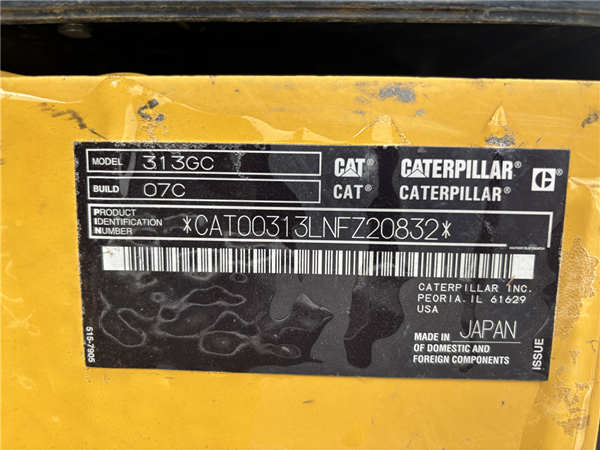 MODEL 313GC CAT® CATERPILLAR®
BUILD 07C CAT® CATERPILLAR®
PRODUCT IDENTIFICATION NUMBER *CAT00313LNFZ20832*
CATERPILLAR INC.
PEORIA.IL 61629
USA
MADE IN JAPAN
OF DOMESTIC AND
FOREIGN COMPONENTS
515-7905
ISSUE